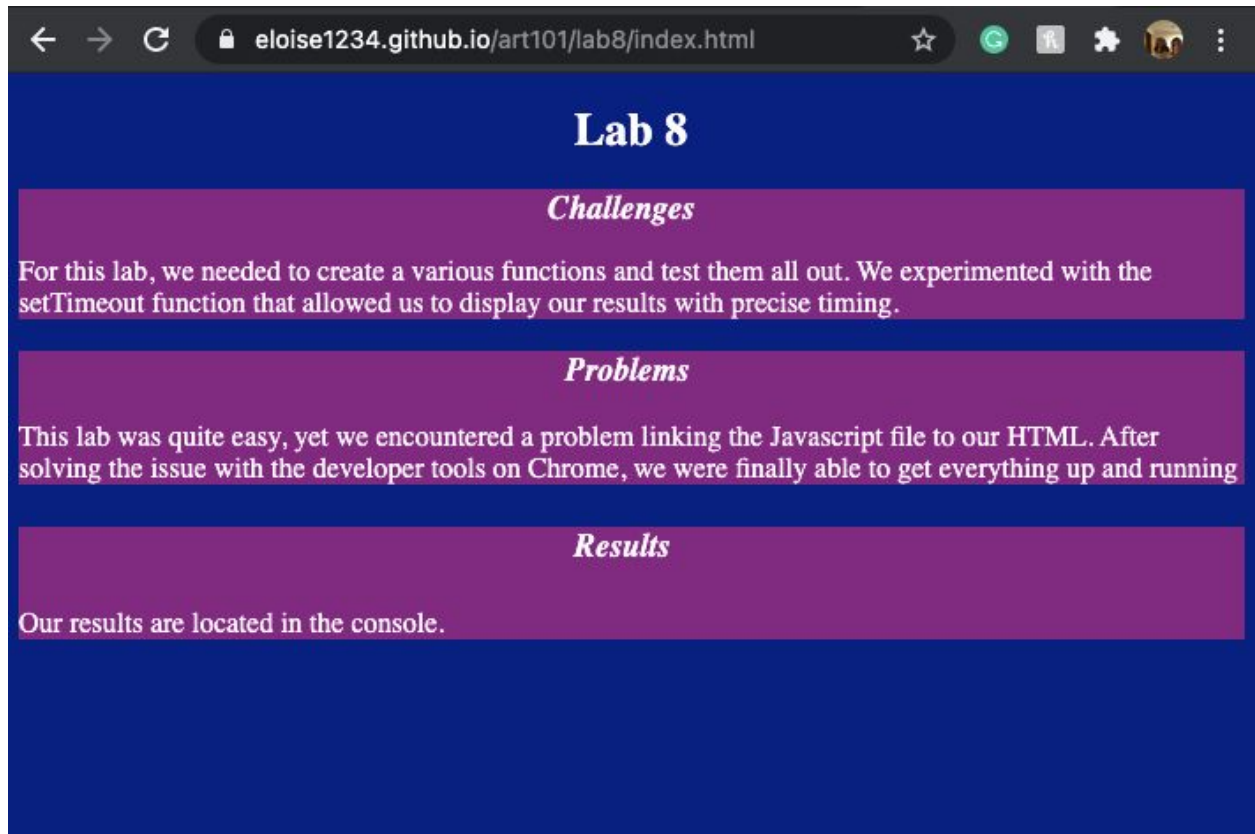 eloise1234.github.io/art101/lab8/index.html
Lab 8
Challenges
For this lab, we needed to create a various functions and test them all out. We experimented with the
setTimeout function that allowed us to display our results with precise timing.
Problems
This lab was quite easy, yet we encountered a problem linking the Javascript file to our HTML. After
solving the issue with the developer tools on Chrome, we were finally able to get everything up and running
Results
Our results are located in the console.